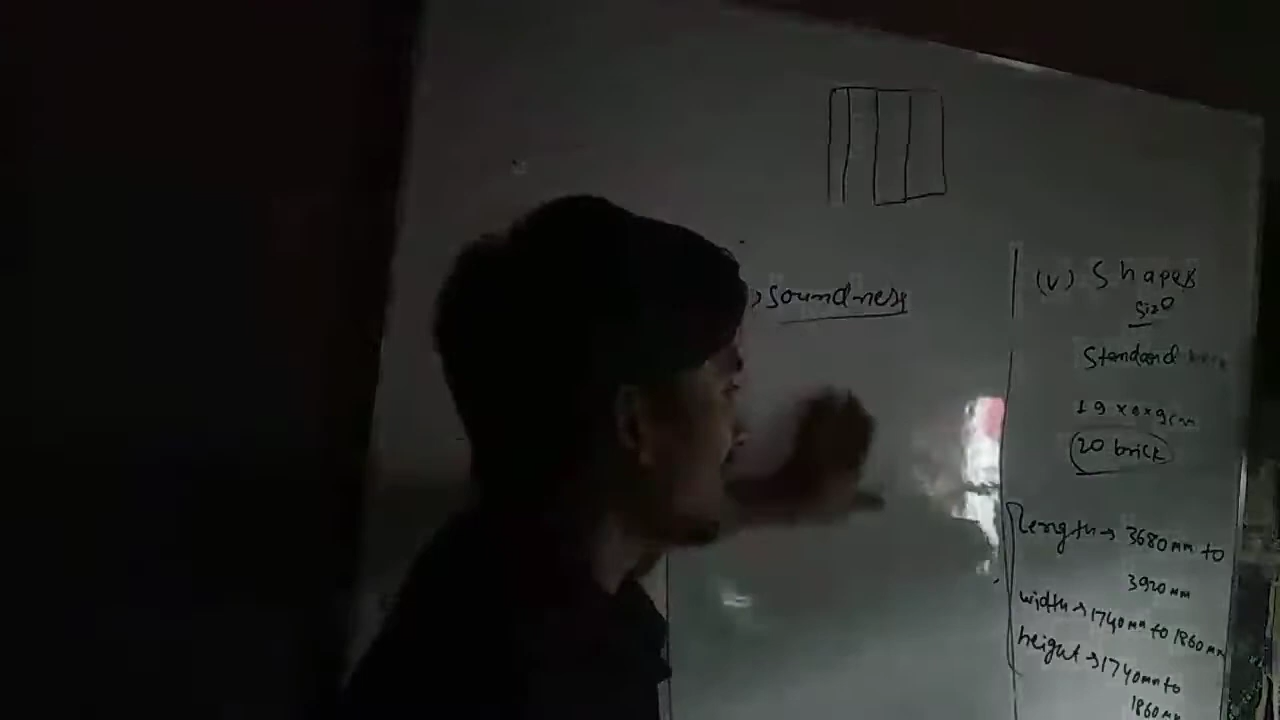 soundness
(v) Shapes
Size
Standard
19 x 9 x 9 cm
20 brick
length → 3680 mm to
3920 mm
width → 1740 mm to 1860 mm
height → 1740 mm to
1860 mm